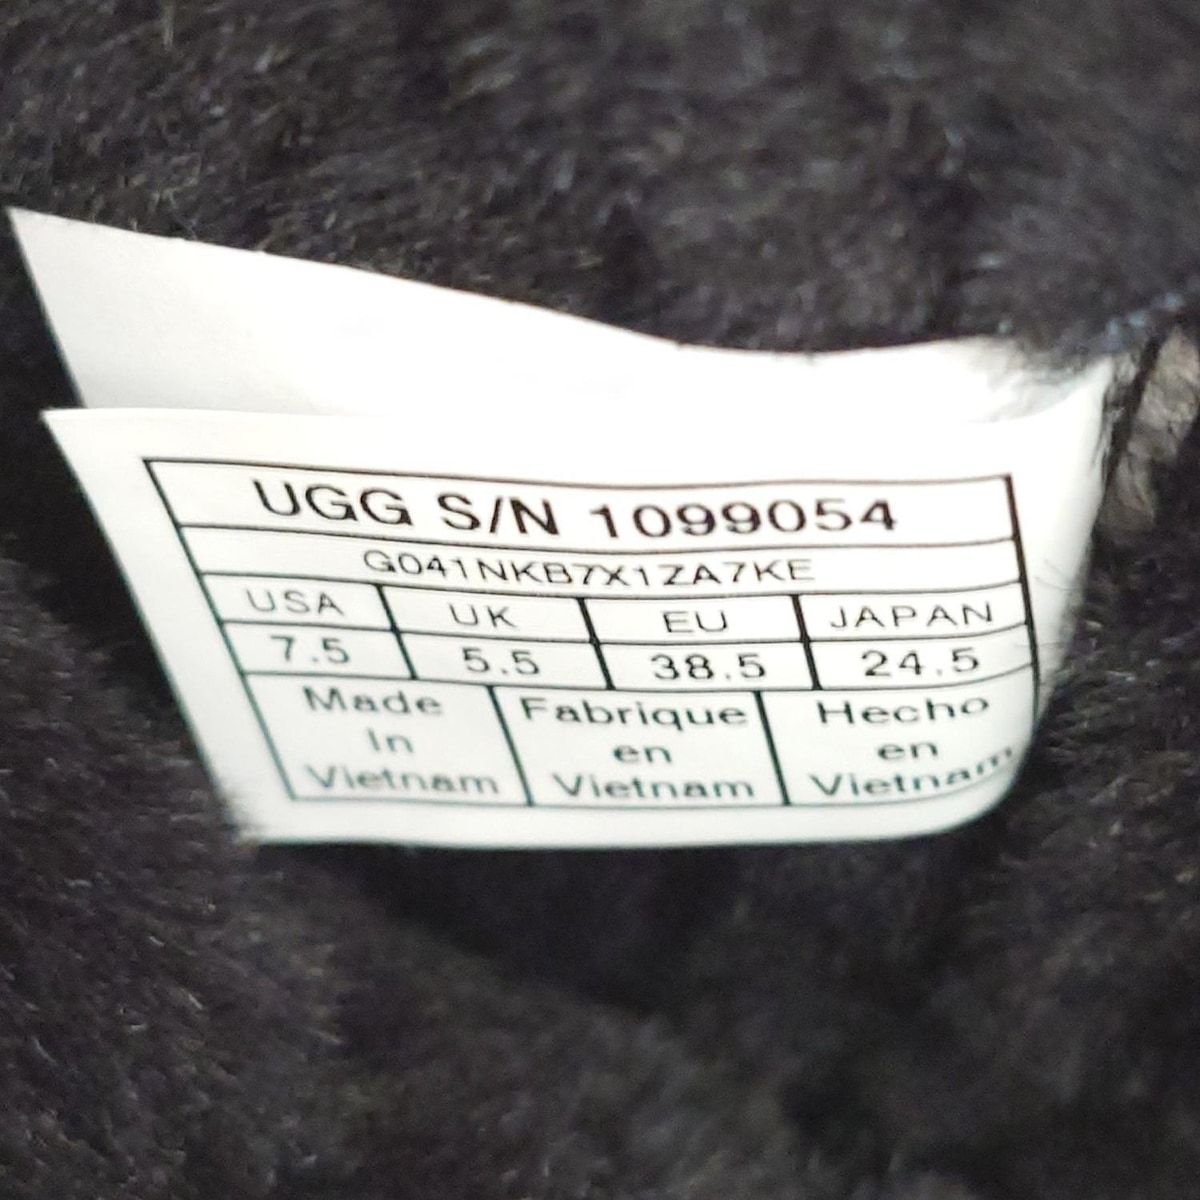 UGG S/N 1099054
G041NKB7X1ZA7KE
USA UK EU JAPAN
7.5 5.5 38.5 24.5
Made In Vietnam
Fabrique en Vietnam
Hecho en Vietnam